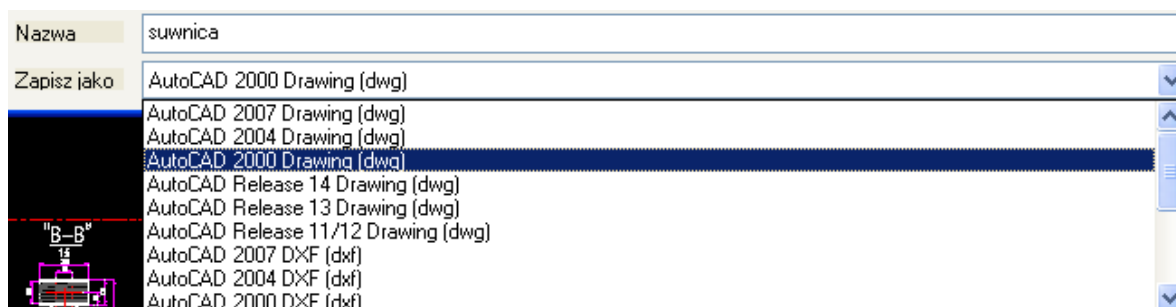 Nazwa suwnica
Zapisz jako AutoCAD 2000 Drawing (dwg)
AutoCAD 2007 Drawing (dwg)
AutoCAD 2004 Drawing (dwg)
AutoCAD 2000 Drawing (dwg)
AutoCAD Release 14 Drawing (dwg)
AutoCAD Release 13 Drawing (dwg)
AutoCAD Release 11/12 Drawing (dwg)
AutoCAD 2007 DXF (dxf)
AutoCAD 2004 DXF (dxf)
AutoCAD 2000 DXF (dxf)
"B–B"